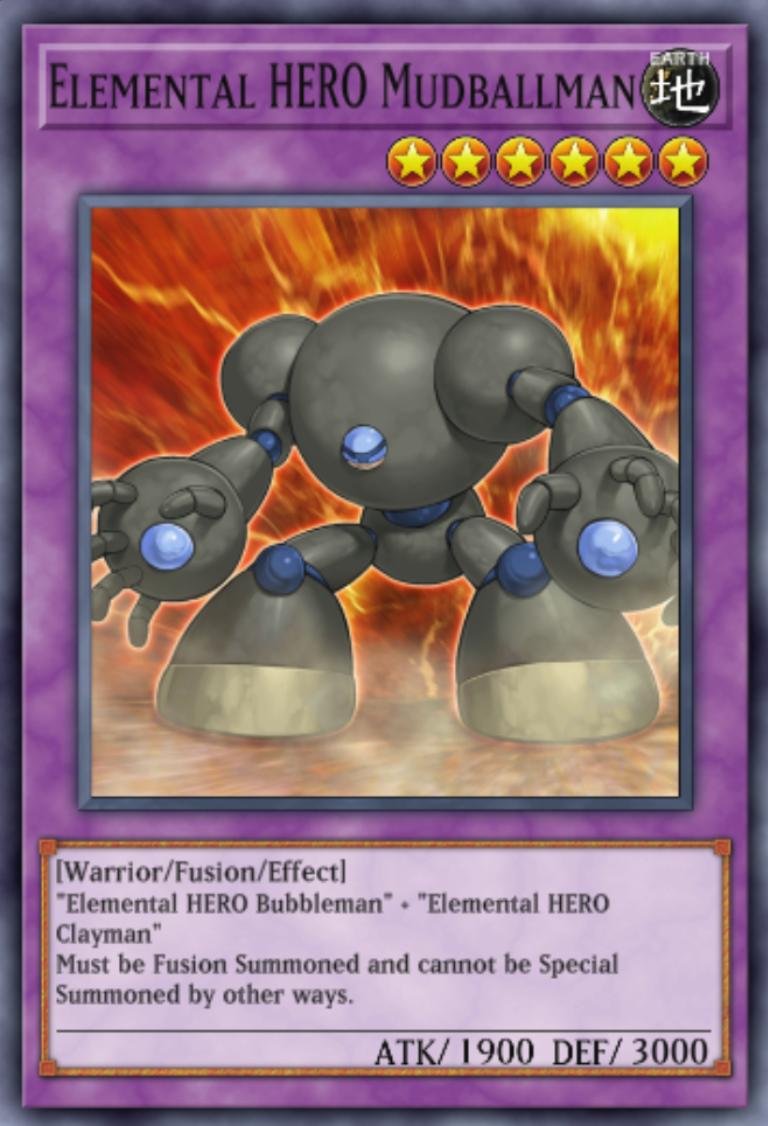 Elemental HERO Mudballman
EARTH
地
[Warrior/Fusion/Effect]
"Elemental HERO Bubbleman" + "Elemental HERO
Clayman"
Must be Fusion Summoned and cannot be Special
Summoned by other ways.
ATK/ 1900 DEF/ 3000